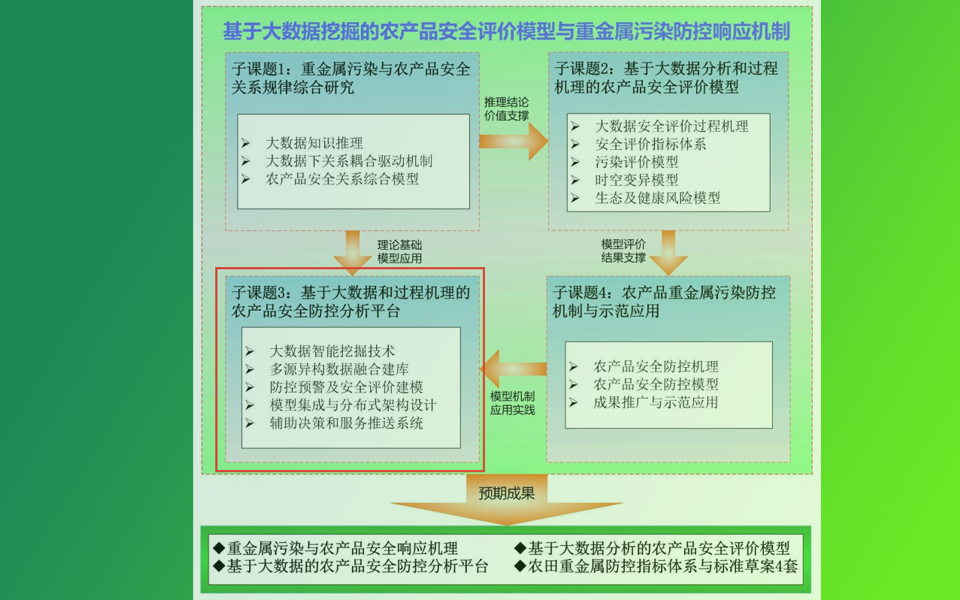 基于大数据挖掘的农产品安全评价模型与重金属污染防控响应机制
子课题1：重金属污染与农产品安全
关系规律综合研究
➢ 大数据知识推理
➢ 大数据下关系耦合驱动机制
➢ 农产品安全关系综合模型
推理结论
价值支撑
子课题2：基于大数据分析和过程
机理的农产品安全评价模型
➢ 大数据安全评价过程机理
➢ 安全评价指标体系
➢ 污染评价模型
➢ 时空变异模型
➢ 生态及健康风险模型
理论基础
模型应用
模型评价
结果支撑
子课题3：基于大数据和过程机理的
农产品安全防控分析平台
➢ 大数据智能挖掘技术
➢ 多源异构数据融合建库
➢ 防控预警及安全评价建模
➢ 模型集成与分布式架构设计
➢ 辅助决策和服务推送系统
模型机制
应用实践
子课题4：农产品重金属污染防控
机制与示范应用
➢ 农产品安全防控机理
➢ 农产品安全防控模型
➢ 成果推广与示范应用
预期成果
◆重金属污染与农产品安全响应机理
◆基于大数据的农产品安全防控分析平台
◆基于大数据分析的农产品安全评价模型
◆农田重金属防控指标体系与标准草案4套